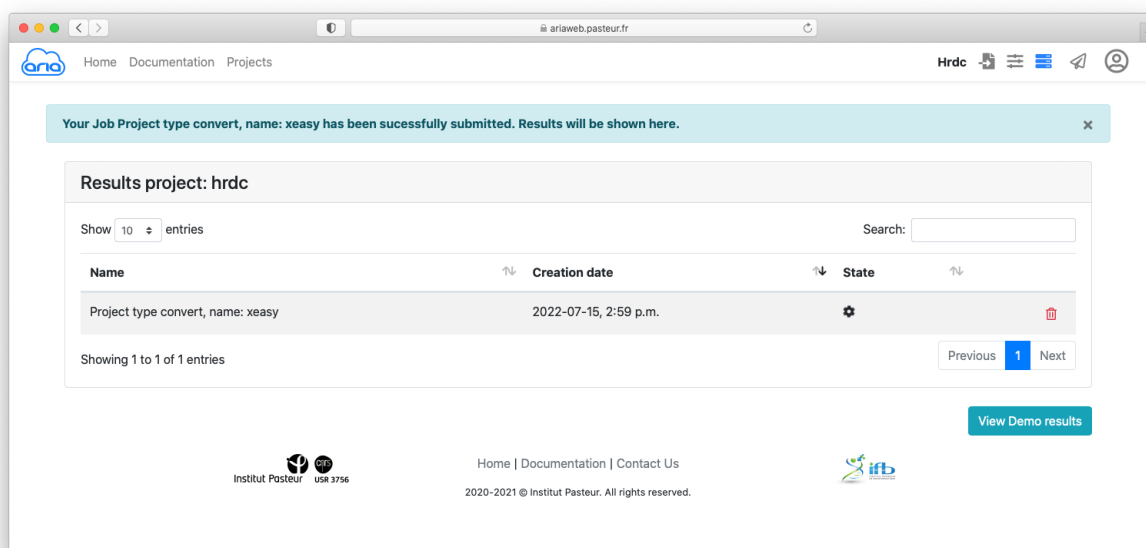 ariaweb.pasteur.fr
aria Home Documentation Projects Hrdc
Your Job Project type convert, name: xeasy has been sucessfully submitted. Results will be shown here. ×
Results project: hrdc
Show 10 entries Search:
Name Creation date State
Project type convert, name: xeasy 2022-07-15, 2:59 p.m.
Showing 1 to 1 of 1 entries Previous 1 Next
View Demo results
Institut Pasteur cnrs USR 3756 Home | Documentation | Contact Us ifb
2020-2021 © Institut Pasteur. All rights reserved.